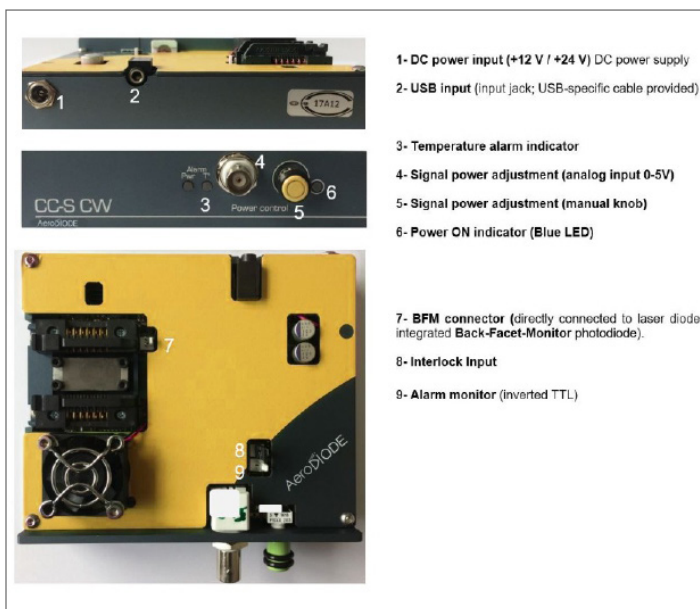 1- DC power input (+12 V / +24 V) DC power supply
1
2
17A12
2- USB input (input jack; USB-specific cable provided)
Alarm
Pwr T°
3
4
5
6
Power control
CC-S CW
AeroDIODE
3- Temperature alarm indicator
4- Signal power adjustment (analog input 0-5V)
5- Signal power adjustment (manual knob)
6- Power ON indicator (Blue LED)
7
8
9
AeroDIODE
7- BFM connector (directly connected to laser diode
integrated Back-Facet-Monitor photodiode).
8- Interlock Input
9- Alarm monitor (inverted TTL)